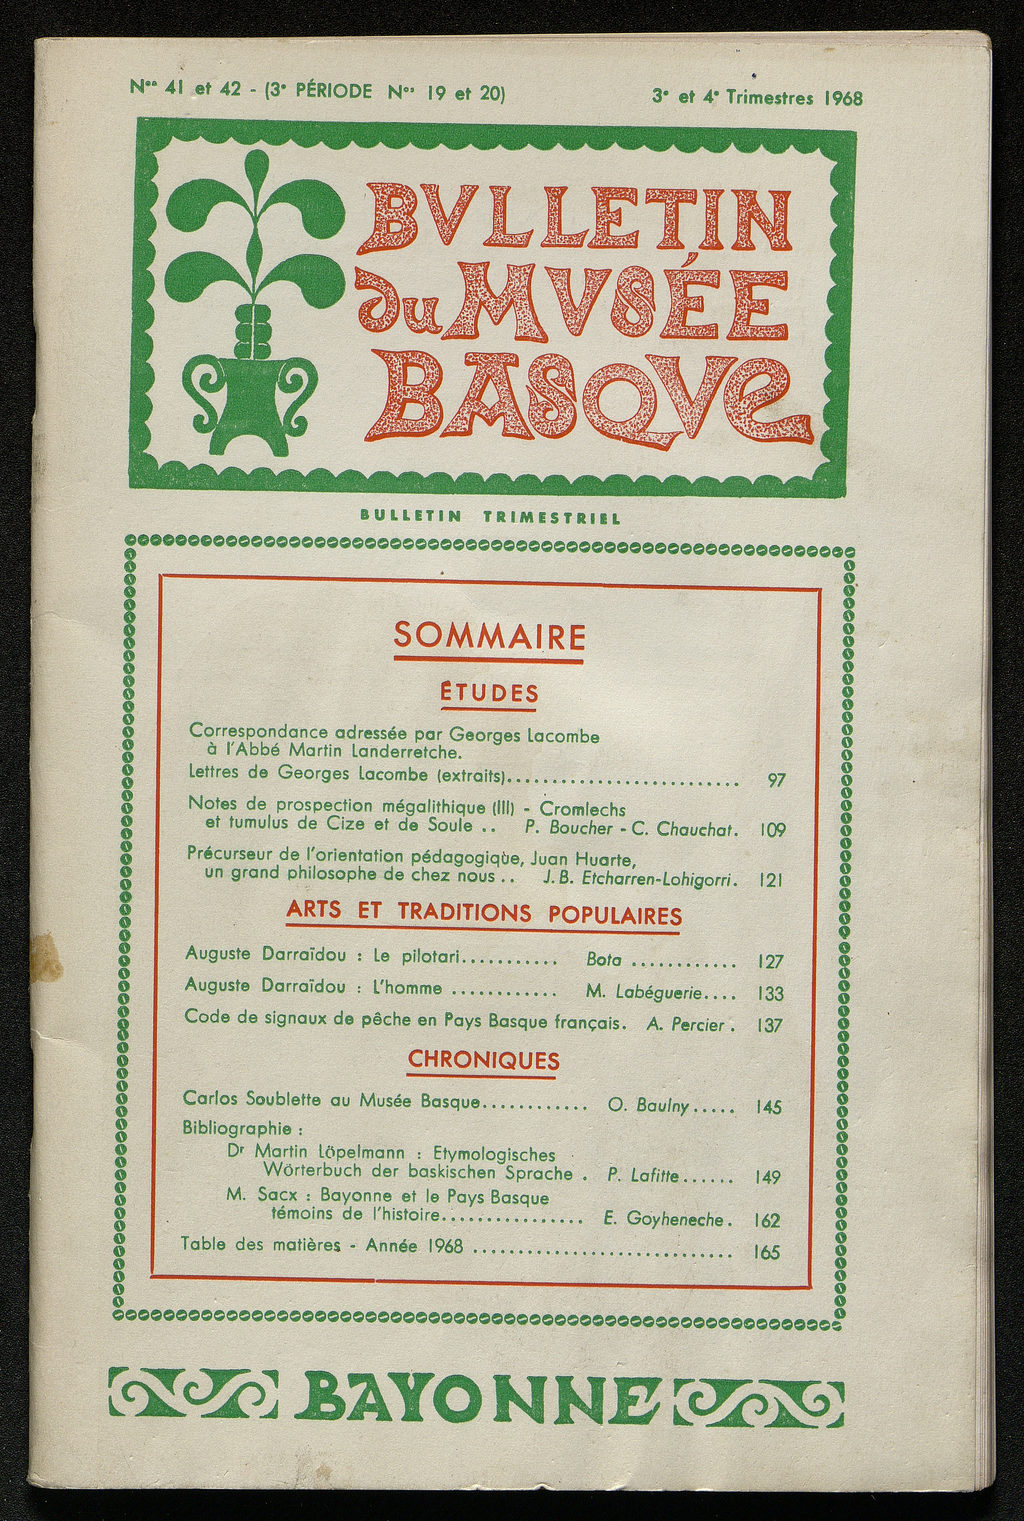 Nos 41 et 42 - (3e PÉRIODE Nos 19 et 20)
3e et 4e Trimestres 1968
BVLLETIN
du MVSÉE
BASQVE
BULLETIN TRIMESTRIEL
SOMMAIRE
ÉTUDES
Correspondance adressée par Georges Lacombe
à l'Abbé Martin Landerretche.
Lettres de Georges Lacombe (extraits).......................... 97
Notes de prospection mégalithique (III) - Cromlechs
et tumulus de Cize et de Soule .. P. Boucher - C. Chauchat. 109
Précurseur de l'orientation pédagogiqùe, Juan Huarte,
un grand philosophe de chez nous .. J. B. Etcharren-Lohigorri. 121
ARTS ET TRADITIONS POPULAIRES
Auguste Darraïdou : Le pilotari........... Bota ............ 127
Auguste Darraïdou : L'homme ............ M. Labéguerie.... 133
Code de signaux de pêche en Pays Basque français. A. Percier . 137
CHRONIQUES
Carlos Soublette au Musée Basque............ O. Baulny..... 145
Bibliographie :
Dr Martin Löpelmann : Etymologisches
Wörterbuch der baskischen Sprache . P. Lafitte...... 149
M. Sacx : Bayonne et le Pays Basque
témoins de l'histoire................ E. Goyheneche. 162
Table des matières - Année 1968 ............................. 165
BAYONNE